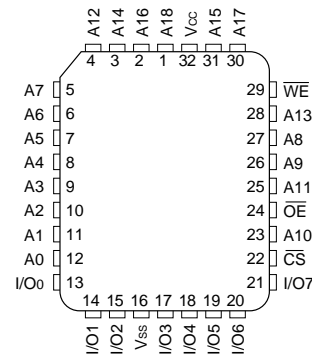 A12 A14 A16 A18 Vcc A15 A17
4 3 2 1 32 31 30
A7 5 29 W̅E̅
A6 6 28 A13
A5 7 27 A8
A4 8 26 A9
A3 9 25 A11
A2 10 24 O̅E̅
A1 11 23 A10
A0 12 22 C̅S̅
I/O0 13 21 I/O7
14 15 16 17 18 19 20
I/O1 I/O2 Vss I/O3 I/O4 I/O5 I/O6